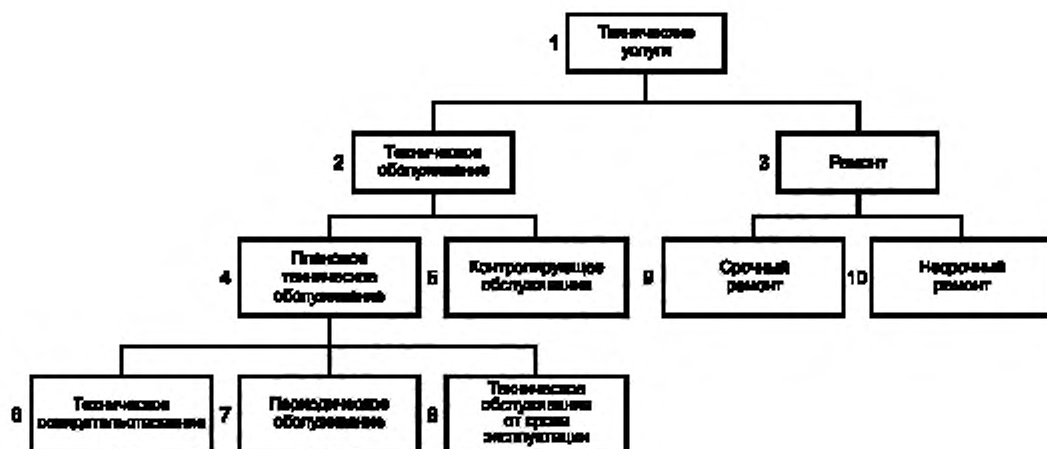 1
Технические
услуги
2
Техническое
обслуживание
3
Ремонт
4
Плановое
техническое
обслуживание
5
Контролирующее
обслуживание
9
Срочный
ремонт
10
Несрочный
ремонт
6
Техническое
освидетельствование
7
Периодическое
обслуживание
8
Техническое
обслуживание
от срока
эксплуатации